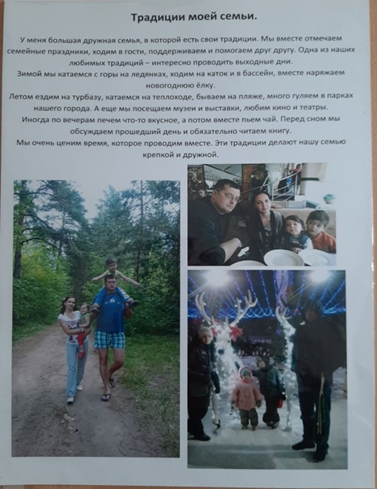 Традиции моей семьи.
У меня большая дружная семья, в которой есть свои традиции. Мы вместе отмечаем
семейные праздники, ходим в гости, поддерживаем и помогаем друг другу. Одна из наших
любимых традиций – интересно проводить выходные дни.
Зимой мы катаемся с горы на ледянках, ходим на каток и в бассейн, вместе наряжаем
новогоднюю ёлку.
Летом ездим на турбазу, катаемся на теплоходе, бываем на пляже, много гуляем в парках
нашего города. А еще мы посещаем музеи и выставки, любим кино и театры.
Иногда по вечерам печем что-то вкусное, а потом вместе пьем чай. Перед сном мы
обсуждаем прошедший день и обязательно читаем книгу.
Мы очень ценим время, которое проводим вместе. Эти традиции делают нашу семью
крепкой и дружной.